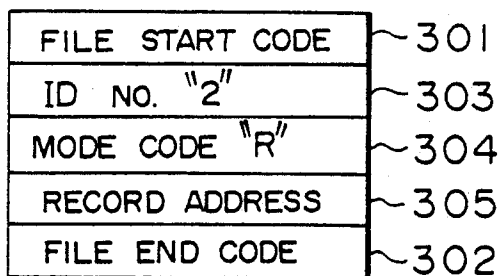 FILE START CODE 301
ID NO. "2" 303
MODE CODE "R" 304
RECORD ADDRESS 305
FILE END CODE 302